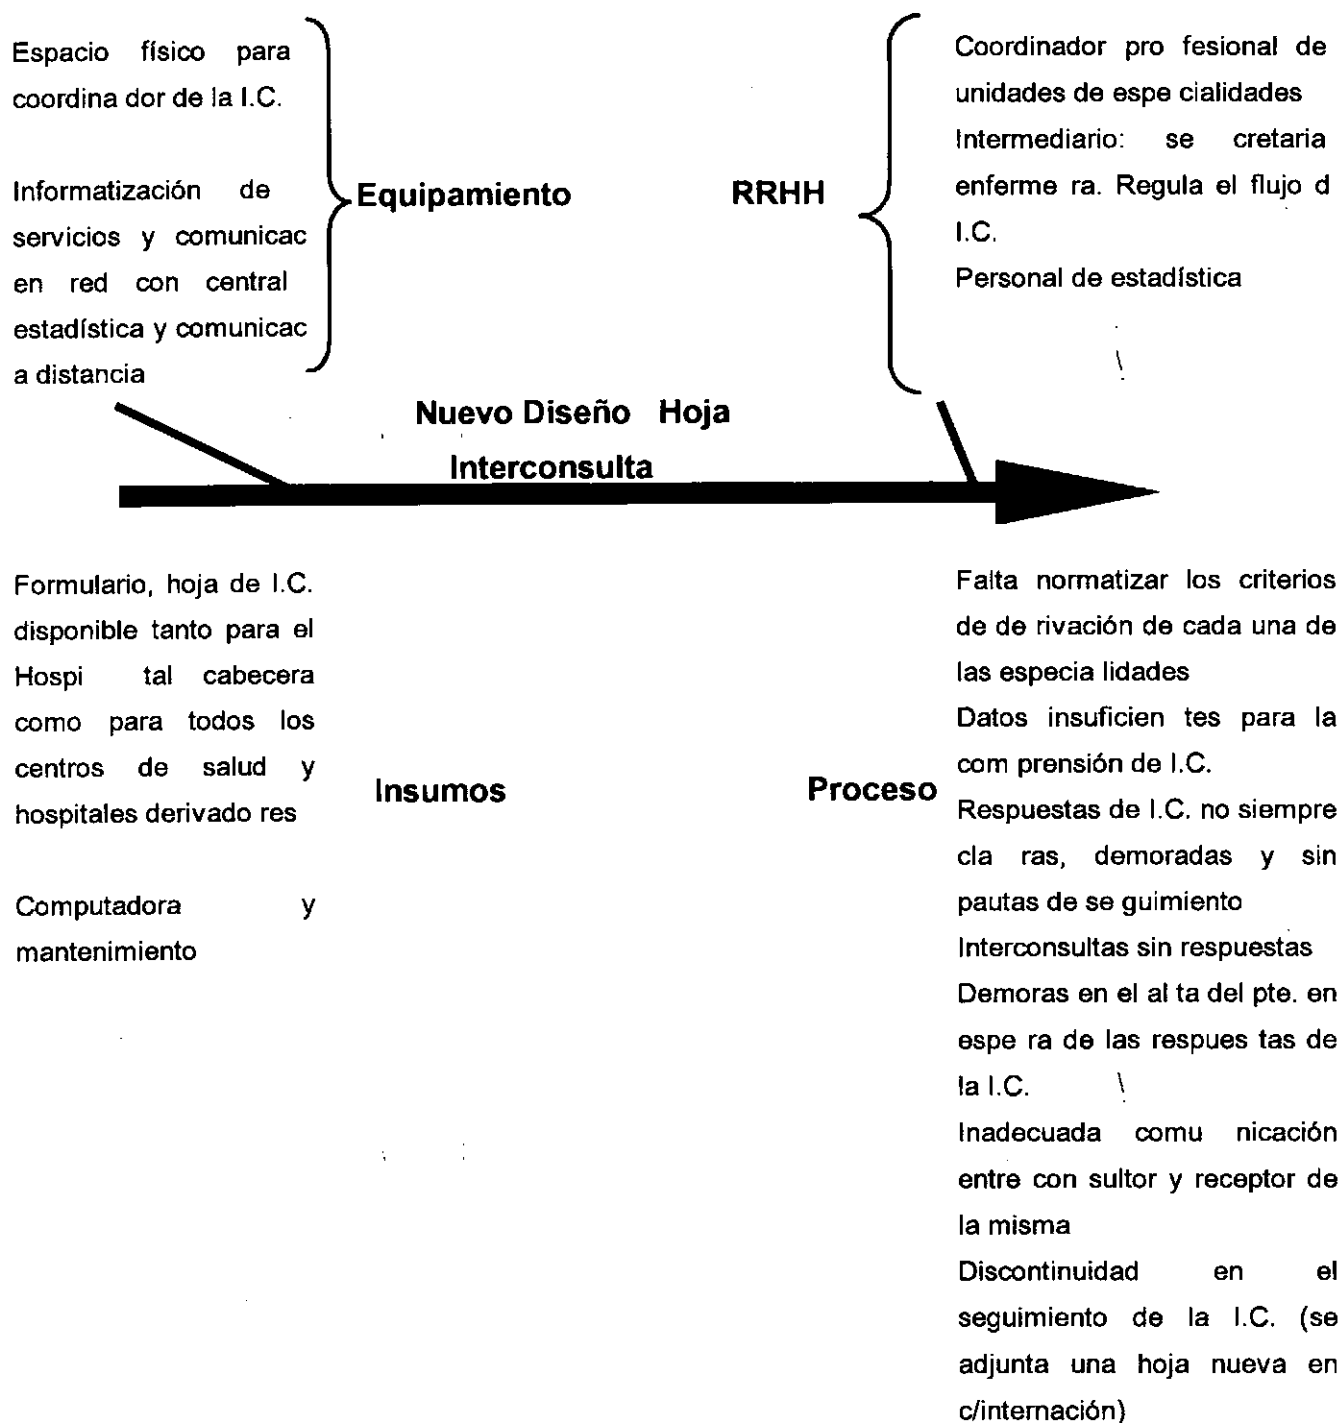 Espacio físico para
coordina dor de la I.C.
Informatización de
servicios y comunicac
en red con central
estadística y comunicac
a distancia
Equipamiento
RRHH
Coordinador pro fesional de
unidades de espe cialidades
Intermediario: se cretaria
enferme ra. Regula el flujo d
I.C.
Personal de estadística
Nuevo Diseño Hoja
Interconsulta
Formulario, hoja de I.C.
disponible tanto para el
Hospi tal cabecera
como para todos los
centros de salud y
hospitales derivado res
Computadora y
mantenimiento
Insumos
Proceso
Falta normatizar los criterios
de de rivación de cada una de
las especia lidades
Datos insuficien tes para la
com prensión de I.C.
Respuestas de I.C. no siempre
cla ras, demoradas y sin
pautas de se guimiento
Interconsultas sin respuestas
Demoras en el al ta del pte. en
espe ra de las respues tas de
la I.C.
Inadecuada comu nicación
entre con sultor y receptor de
la misma
Discontinuidad en el
seguimiento de la I.C. (se
adjunta una hoja nueva en
c/internación)